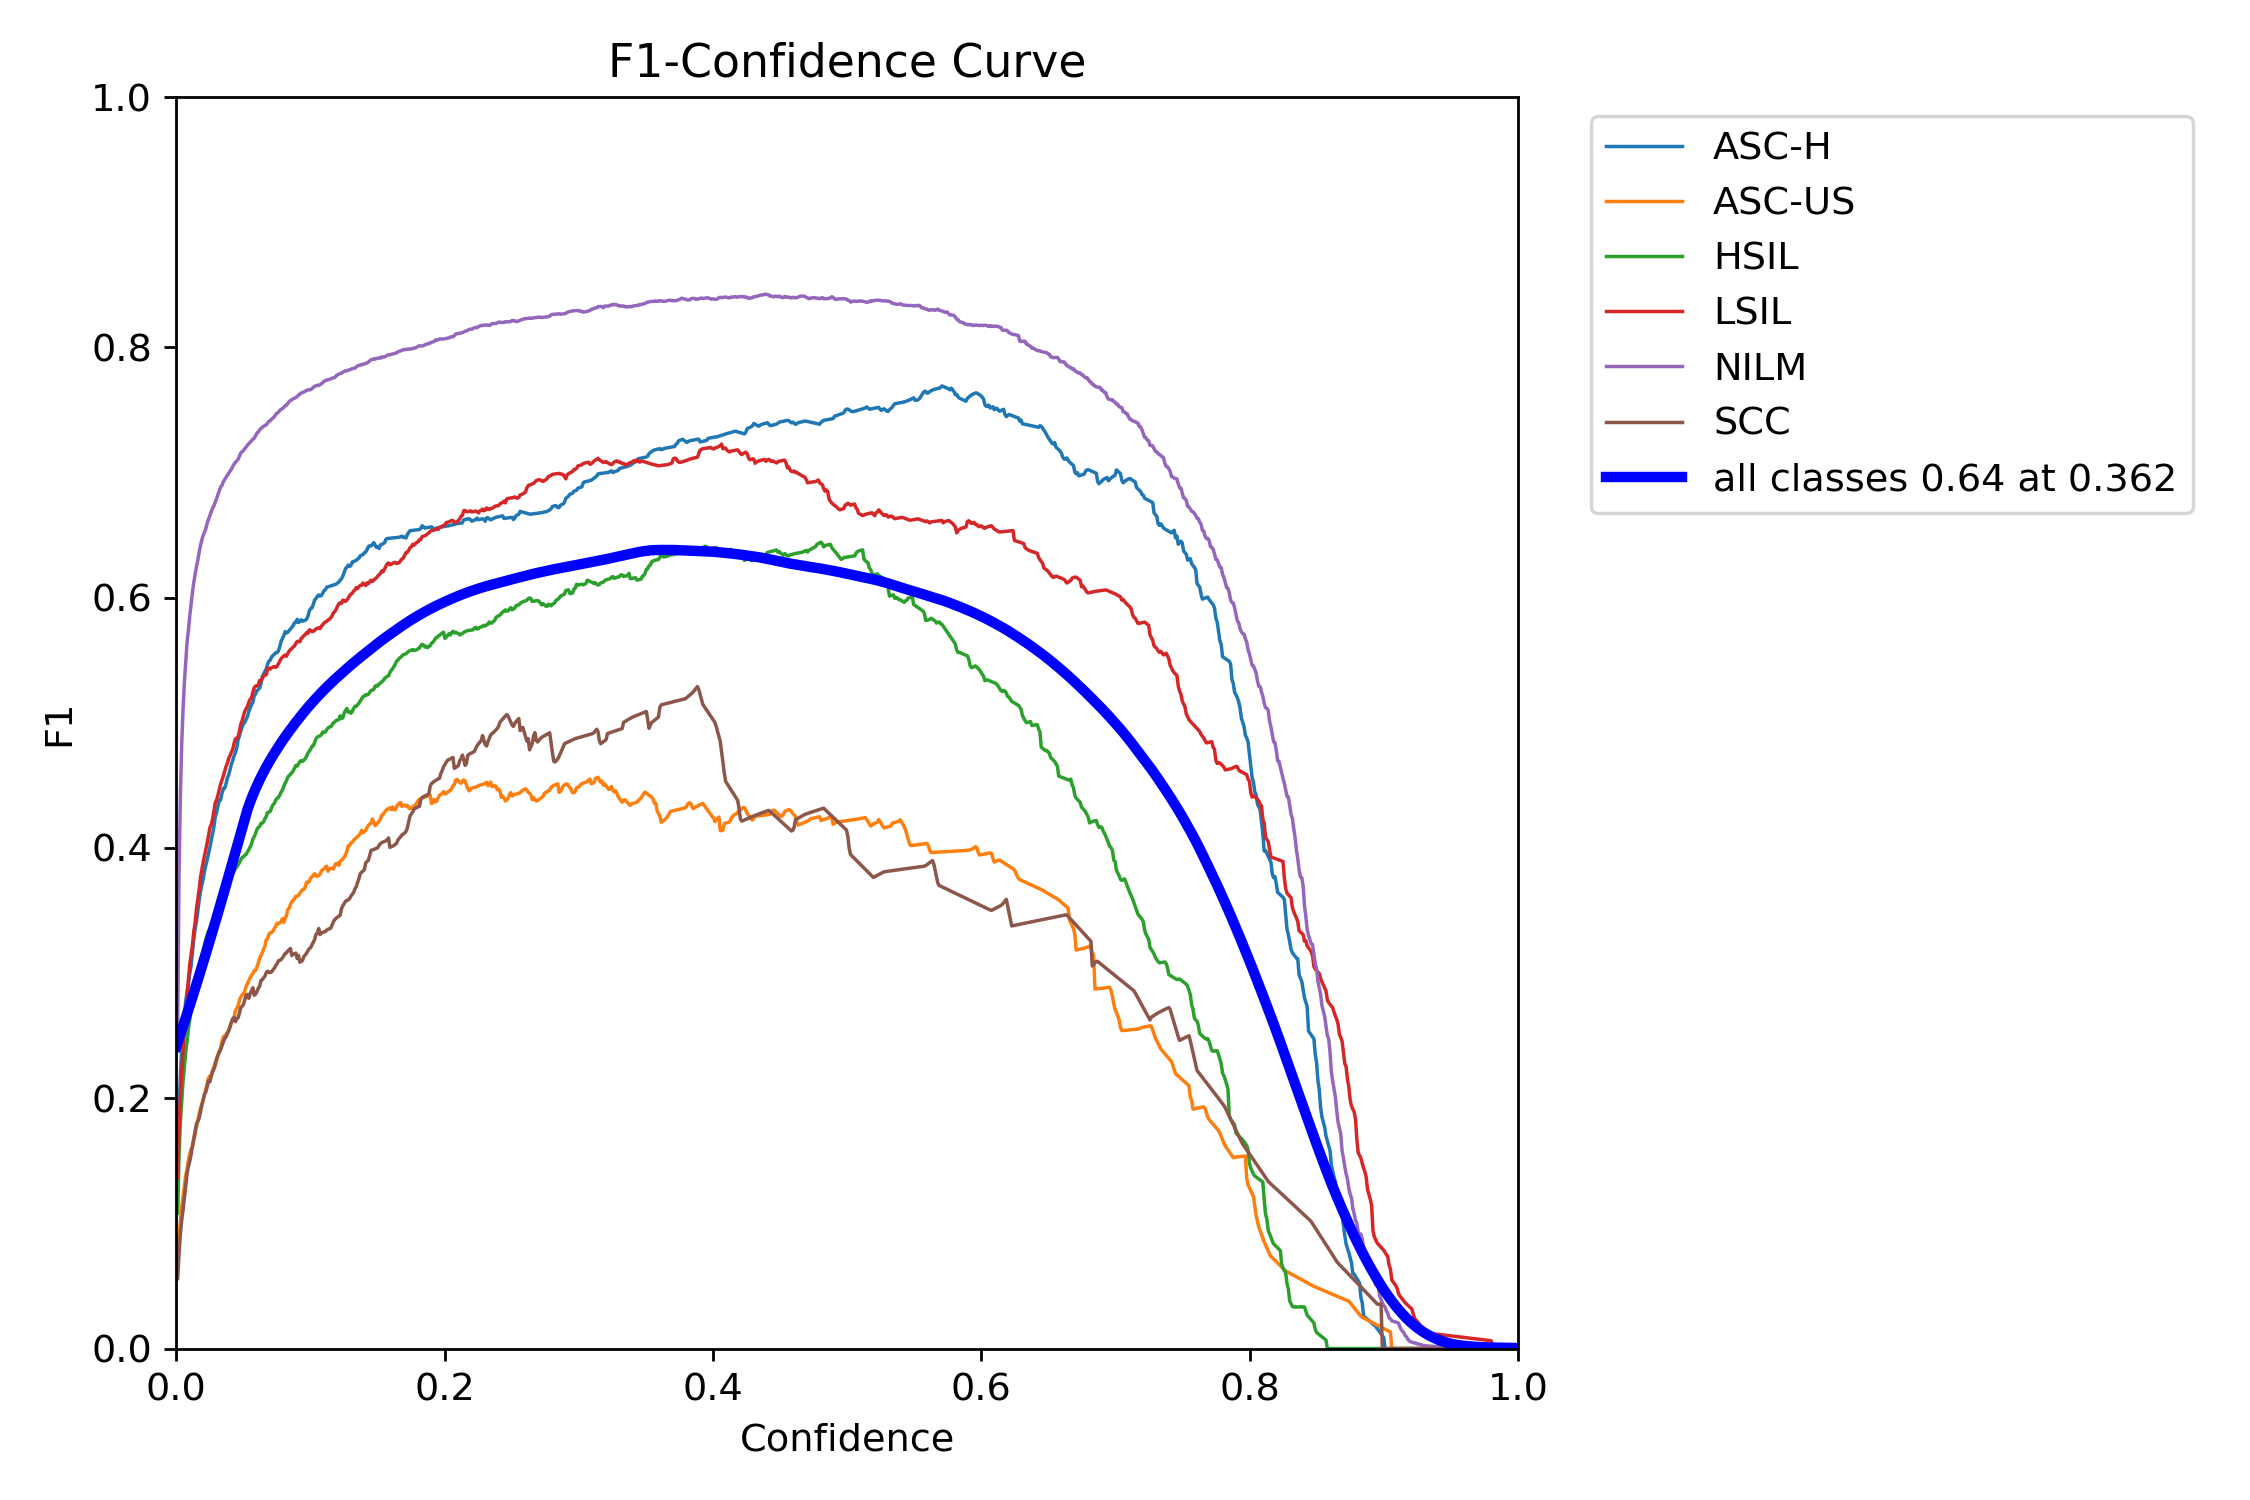 F1-Confidence Curve
1.0
0.8
0.6
0.4
0.2
0.0
F1
0.0 0.2 0.4 0.6 0.8 1.0
Confidence
ASC-H
ASC-US
HSIL
LSIL
NILM
SCC
all classes 0.64 at 0.362